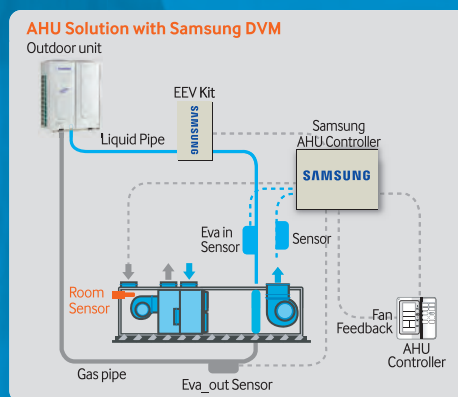 AHU Solution with Samsung DVM
Outdoor unit
EEV Kit
SAMSUNG
Liquid Pipe
Samsung
AHU Controller
SAMSUNG
Eva in
Sensor
Sensor
Room
Sensor
Fan
Feedback
AHU
Controller
Gas pipe
Eva_out Sensor